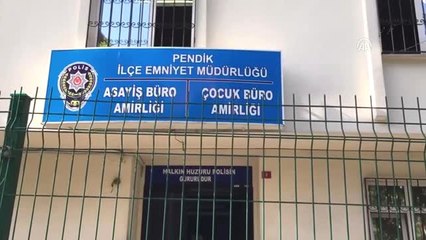 PENDİK
İLÇE EMNİYET MÜDÜRLÜĞÜ
ASAYİŞ BÜRO
AMİRLİĞİ
ÇOCUK BÜRO
AMİRLİĞİ
POLİS
HALKIN HUZURU POLİSİN
GURURUDUR